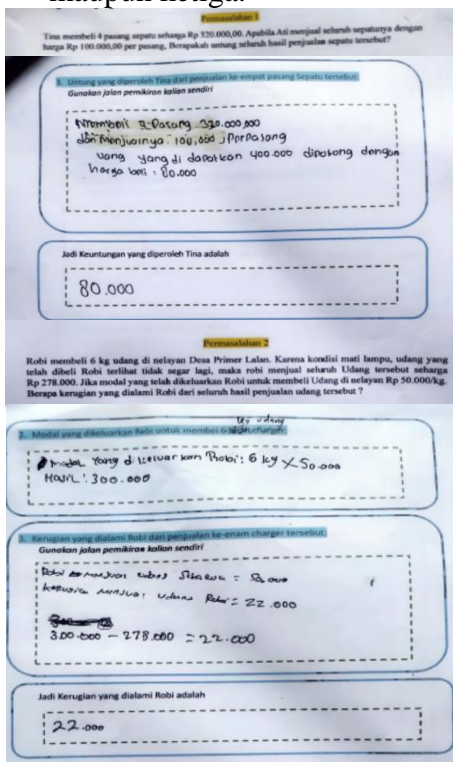 maupun ketiga.
Permasalahan 1
Tina membeli 4 pasang sepatu seharga Rp 320.000,00. Apabila Ati menjual seluruh sepatunya dengan
harga Rp 100.000,00 per pasang, Berapakah untung seluruh hasil penjualan sepatu tersebut?
3. Untung yang diperoleh Tina dari penjualan ke-empat pasang Sepatu tersebut:
Gunakan jalan pemikiran kalian sendiri
Membeli 4 Pasang 320.000,000
dan Menjualnya : 100,000 Perpasang
uang yang di dapatkan 400.000 dipotong dengan
harga beli : 80.000
Jadi Keuntungan yang diperoleh Tina adalah
80.000
Permasalahan 2
Robi membeli 6 kg udang di nelayan Desa Primer Lalan. Karena kondisi mati lampu, udang yang
telah dibeli Robi terlihat tidak segar lagi, maka robi menjual seluruh Udang tersebut seharga
Rp 278.000. Jika modal yang telah dikeluarkan Robi untuk membeli Udang di nelayan Rp 50.000/kg.
Berapa kerugian yang dialami Robi dari seluruh hasil penjualan udang tersebut ?
kg udang
2. Modal yang dikeluarkan Robi untuk membei 6
Modal Yang di keluarkan Robi : 6 kg X 50.000
Hasil : 300.000
3. Kerugian yang dialami Robi dari penjualan ke-enam charger tersebut:
Gunakan jalan pemikiran kalian sendiri
Robi menjual udang = 50.000
kerugian menjual udang Robi = 22.000
300.000 - 278.000 = 22.000
Jadi Kerugian yang dialami Robi adalah
22.000